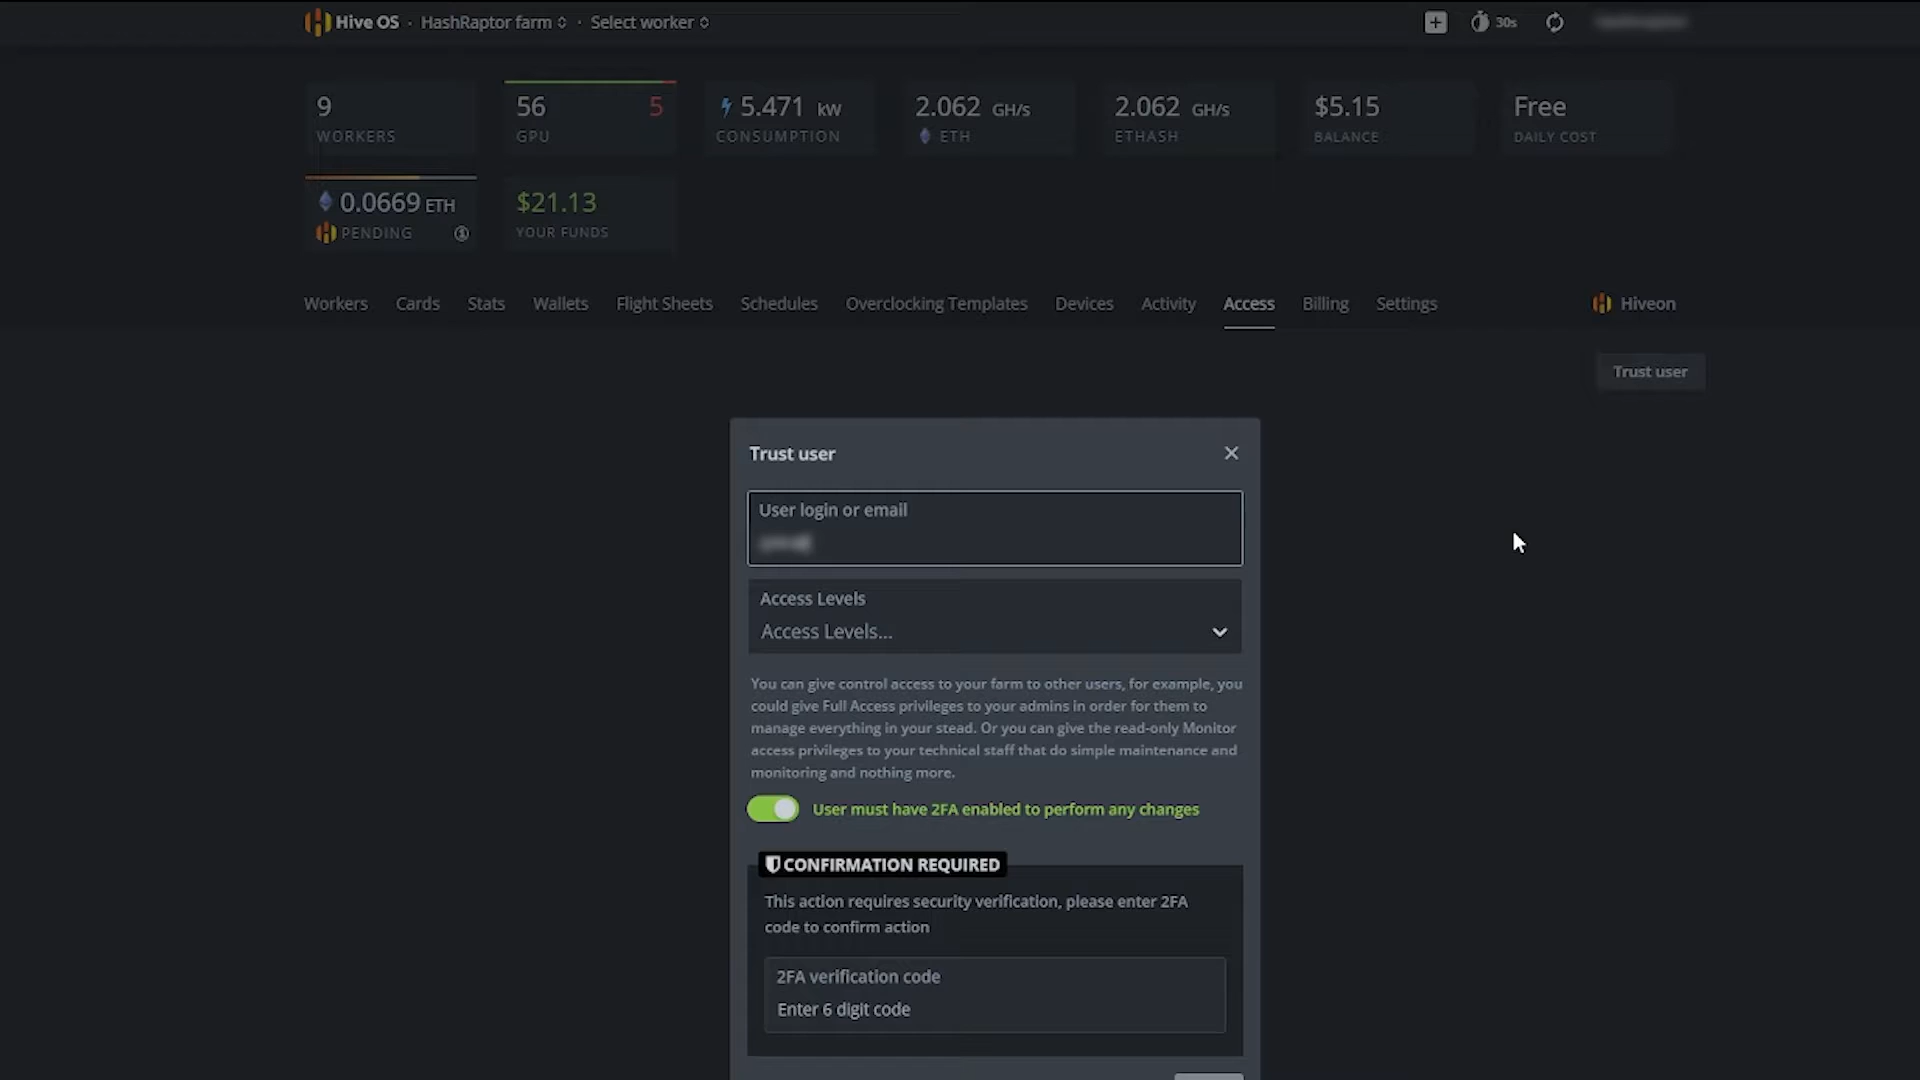 Hive OS · HashRaptor farm · Select worker
30s
9
WORKERS
56 5
GPU
5.471 kW
CONSUMPTION
2.062 GH/s
ETH
2.062 GH/s
ETHASH
$5.15
BALANCE
Free
DAILY COST
0.0669 ETH
PENDING
$21.13
YOUR FUNDS
Workers Cards Stats Wallets Flight Sheets Schedules Overclocking Templates Devices Activity Access Billing Settings Hiveon
Trust user
Trust user
User login or email
Access Levels
Access Levels...
You can give control access to your farm to other users, for example, you
could give Full Access privileges to your admins in order for them to
manage everything in your stead. Or you can give the read-only Monitor
access privileges to your technical staff that do simple maintenance and
monitoring and nothing more.
User must have 2FA enabled to perform any changes
CONFIRMATION REQUIRED
This action requires security verification, please enter 2FA
code to confirm action
2FA verification code
Enter 6 digit code